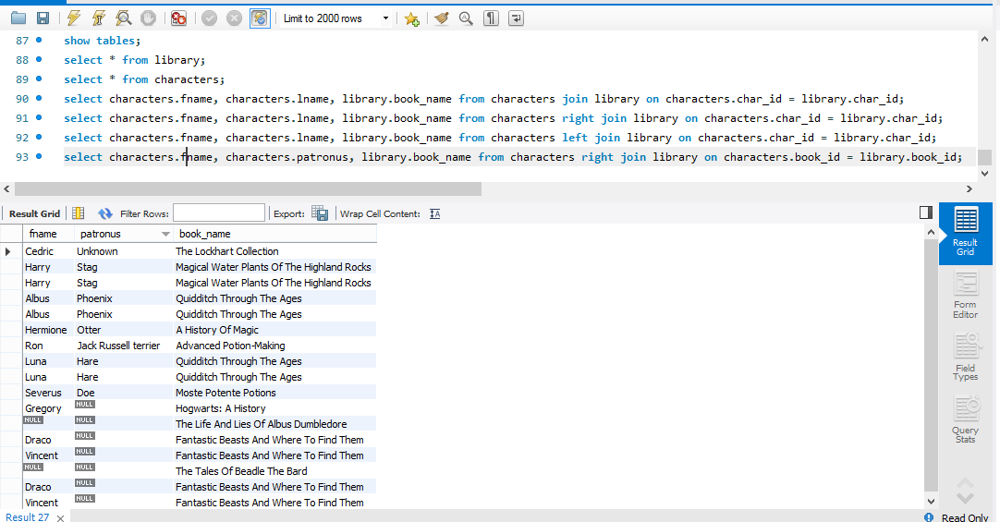 Limit to 2000 rows
87 show tables;
88 select * from library;
89 select * from characters;
90 select characters.fname, characters.lname, library.book_name from characters join library on characters.char_id = library.char_id;
91 select characters.fname, characters.lname, library.book_name from characters right join library on characters.char_id = library.char_id;
92 select characters.fname, characters.lname, library.book_name from characters left join library on characters.char_id = library.char_id;
93 select characters.fname, characters.patronus, library.book_name from characters right join library on characters.book_id = library.book_id;
Result Grid Filter Rows: Export: Wrap Cell Content: IA
fname patronus book_name
Cedric Unknown The Lockhart Collection
Harry Stag Magical Water Plants Of The Highland Rocks
Harry Stag Magical Water Plants Of The Highland Rocks
Albus Phoenix Quidditch Through The Ages
Albus Phoenix Quidditch Through The Ages
Hermione Otter A History Of Magic
Ron Jack Russell terrier Advanced Potion-Making
Luna Hare Quidditch Through The Ages
Luna Hare Quidditch Through The Ages
Severus Doe Moste Potente Potions
Gregory NULL Hogwarts: A History
NULL NULL The Life And Lies Of Albus Dumbledore
Draco NULL Fantastic Beasts And Where To Find Them
Vincent NULL Fantastic Beasts And Where To Find Them
NULL NULL The Tales Of Beadle The Bard
Draco NULL Fantastic Beasts And Where To Find Them
Vincent NULL Fantastic Beasts And Where To Find Them
Result
Grid
Form
Editor
Field
Types
Query
Stats
Result 27
Read Only